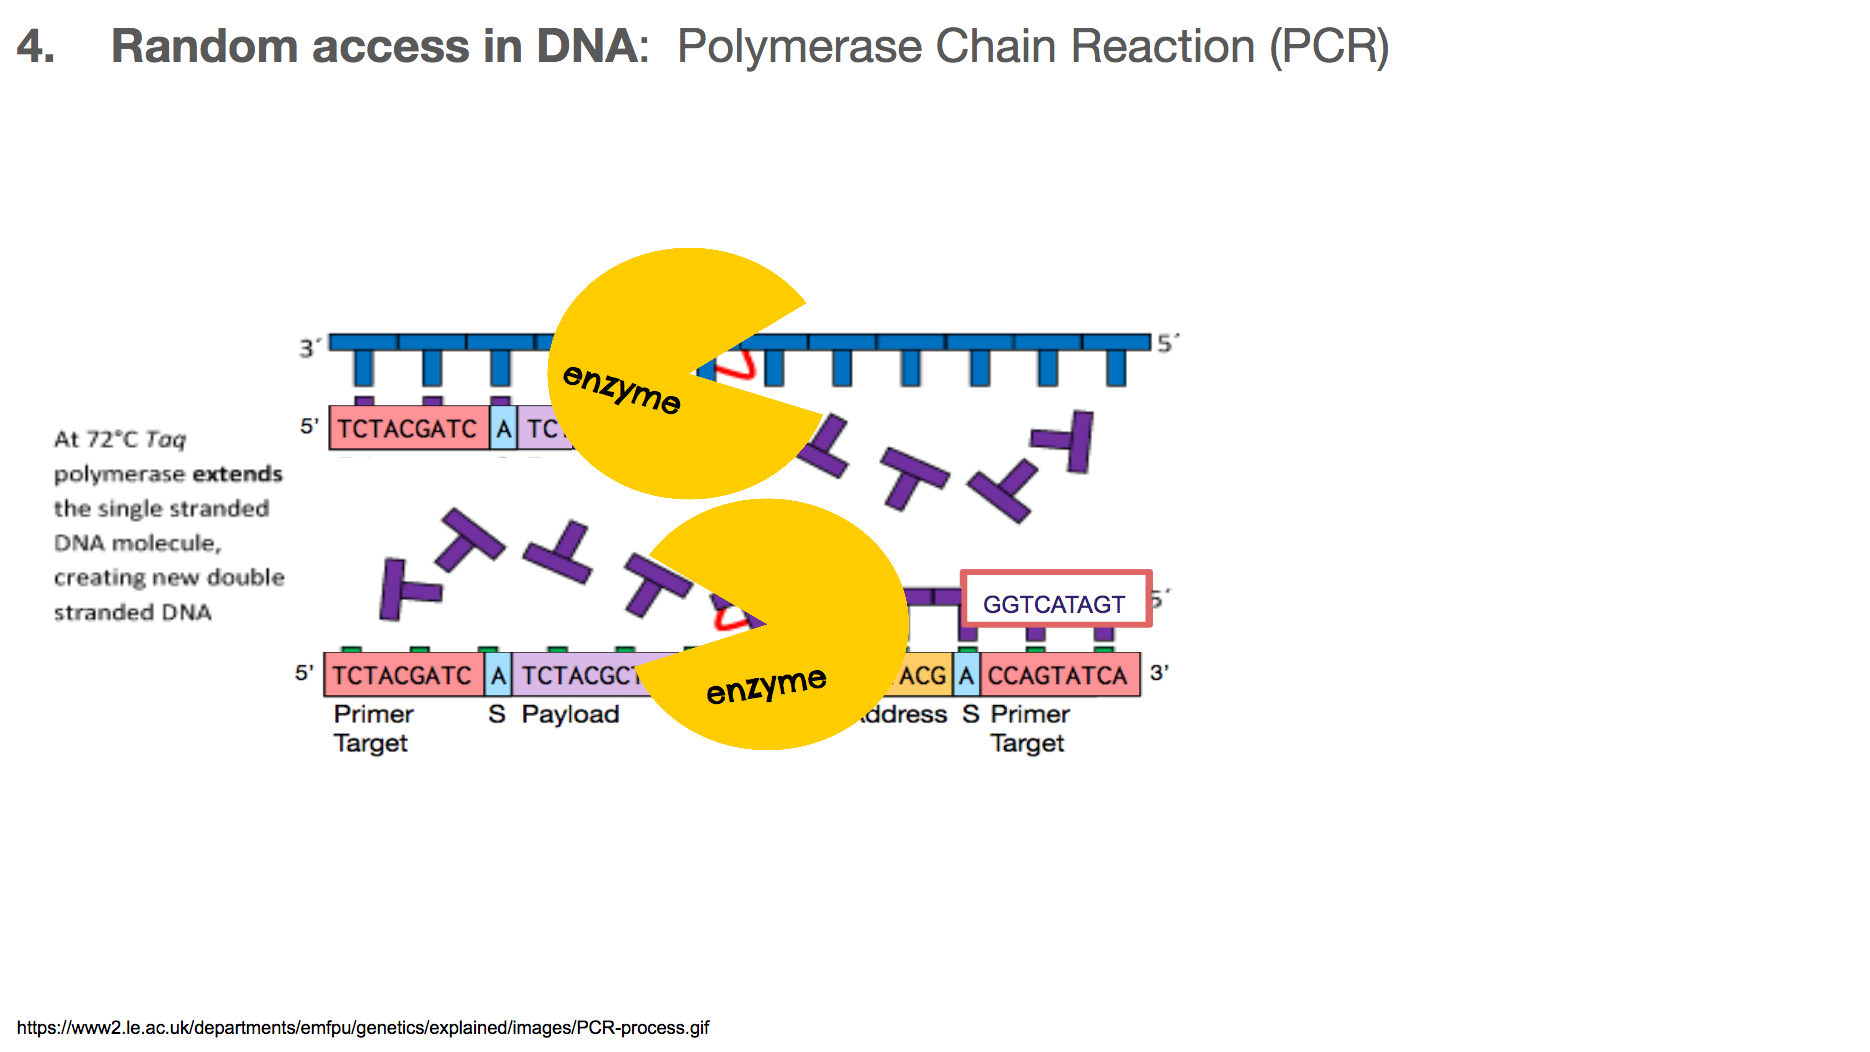 4. Random access in DNA: Polymerase Chain Reaction (PCR)
3´ 5´
enzyme
5' TCTACGATC A TC
At 72°C Taq
polymerase extends
the single stranded
DNA molecule,
creating new double
stranded DNA
GGTCATAGT 5´
5' TCTACGATC A TCTACGCT ACG A CCAGTATCA 3'
enzyme
Primer S Payload ddress S Primer
Target Target
https://www2.le.ac.uk/departments/emfpu/genetics/explained/images/PCR-process.gif